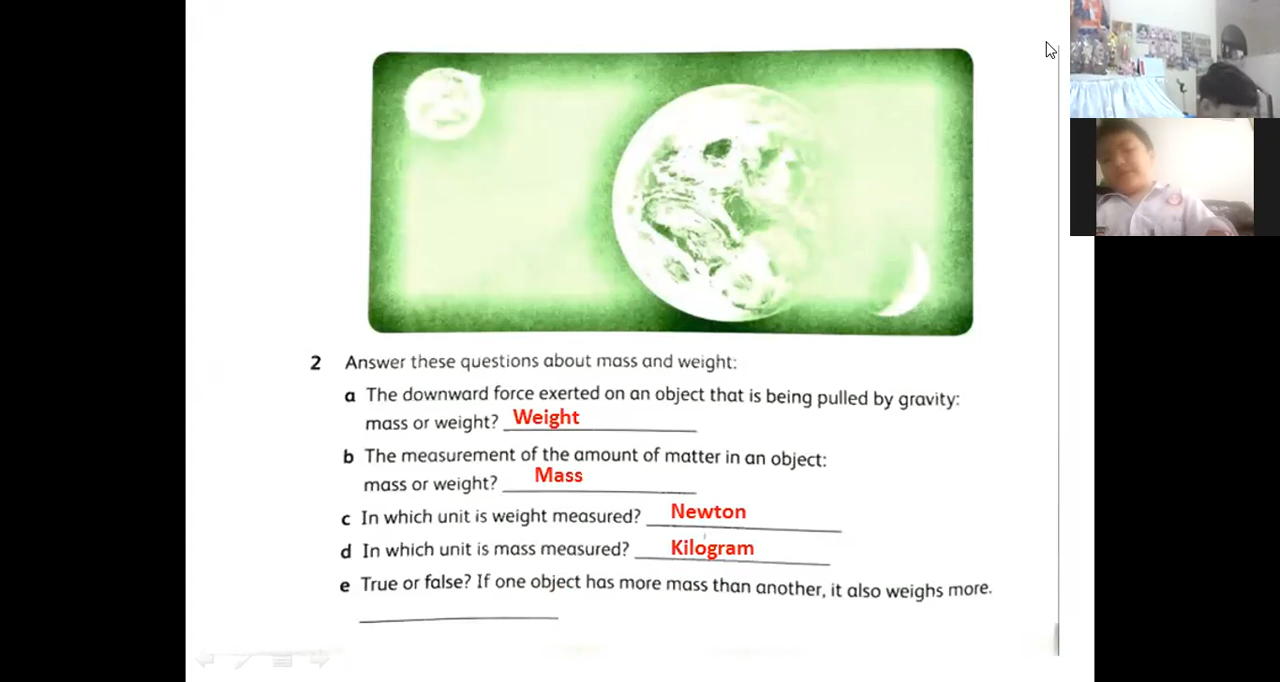 2 Answer these questions about mass and weight:
a The downward force exerted on an object that is being pulled by gravity:
mass or weight? Weight
b The measurement of the amount of matter in an object:
mass or weight? Mass
c In which unit is weight measured? Newton
d In which unit is mass measured? Kilogram
e True or false? If one object has more mass than another, it also weighs more.